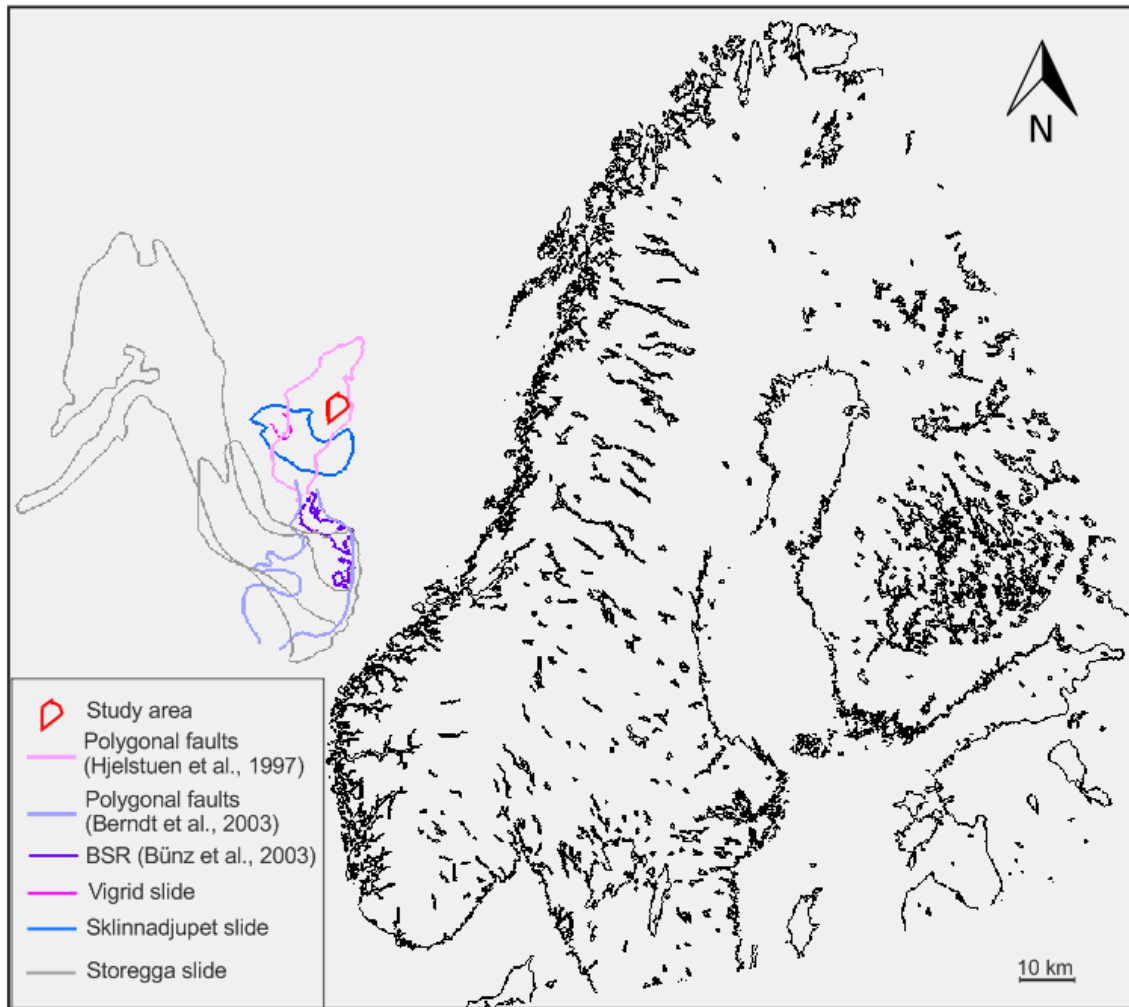 N
Study area
Polygonal faults
(Hjelstuen et al., 1997)
Polygonal faults
(Berndt et al., 2003)
BSR (Bünz et al., 2003)
Vigrid slide
Sklinnadjupet slide
Storegga slide
10 km